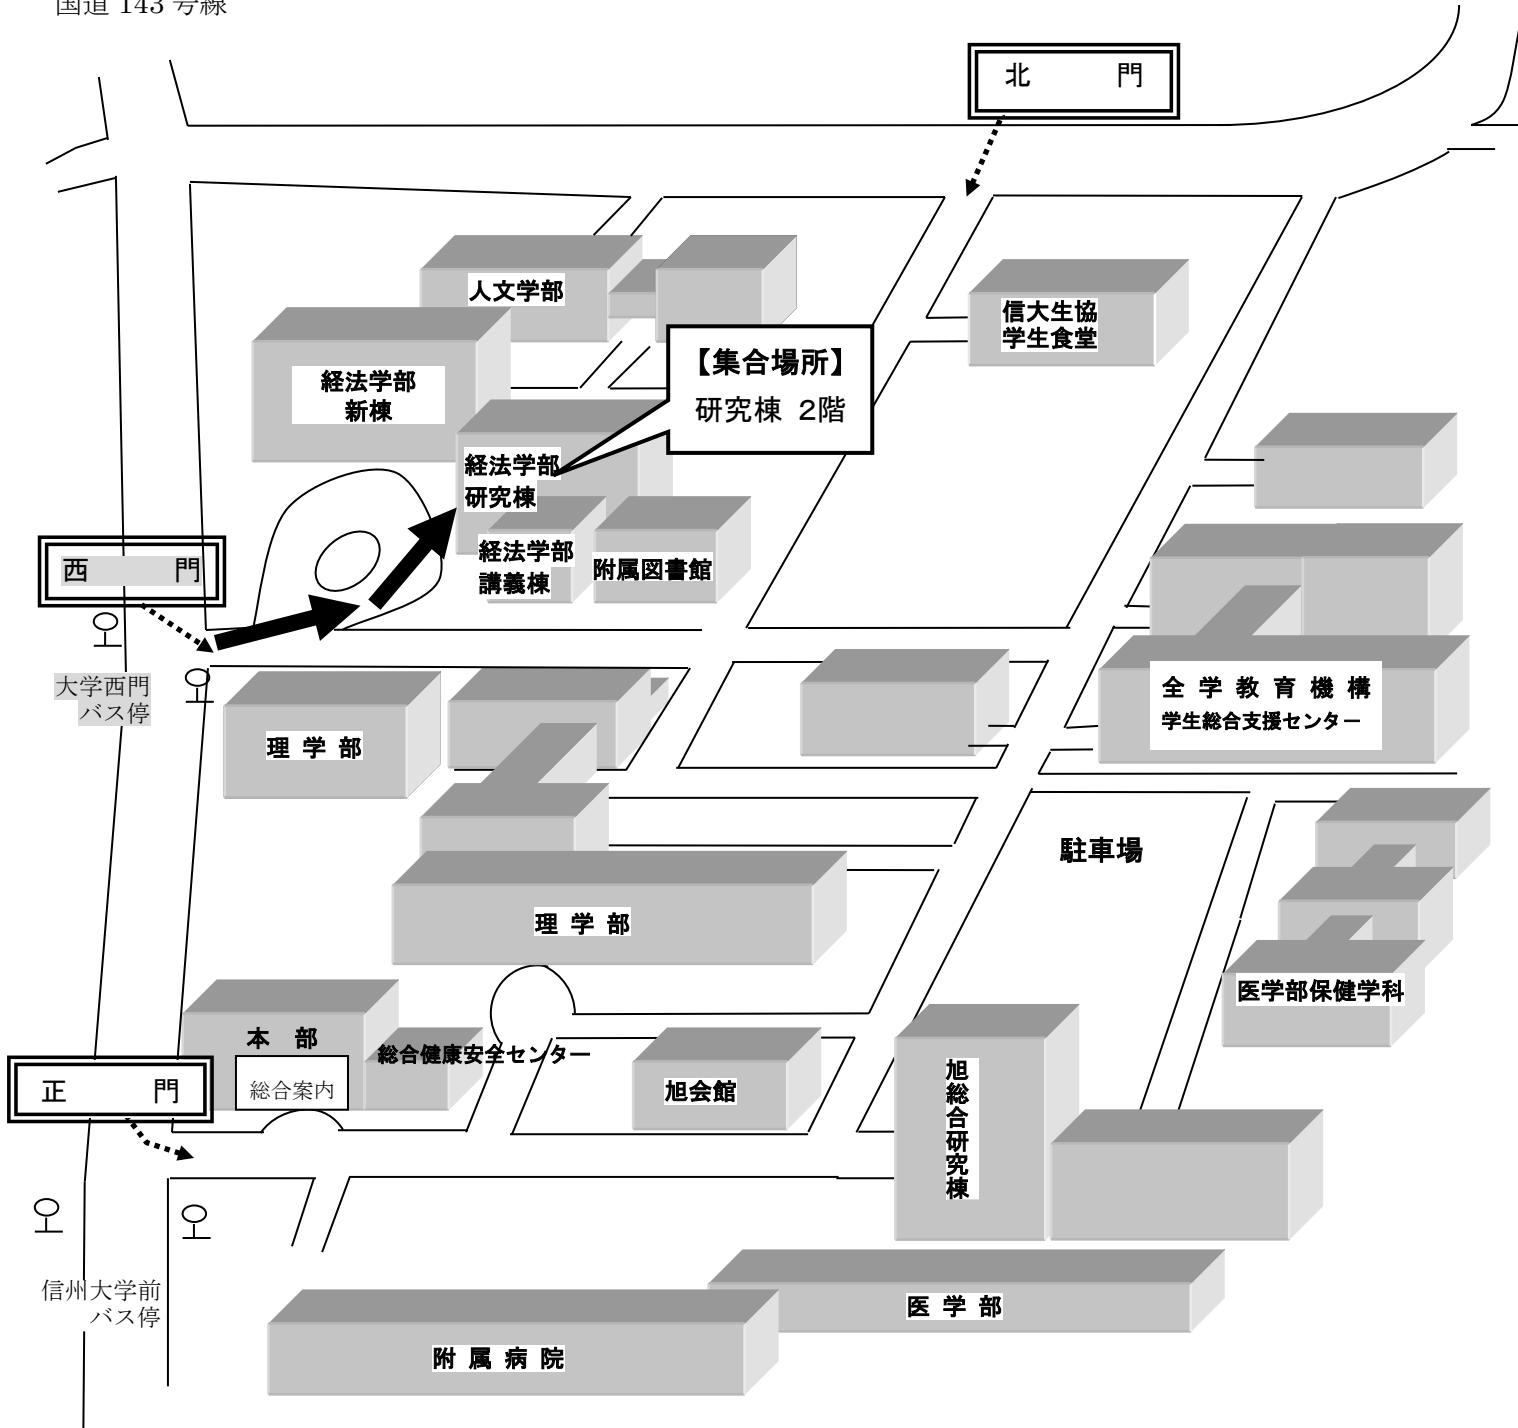 国道 143 号線
北 門
人文学部
信大生協
学生食堂
【集合場所】
研究棟 2階
経法学部
新棟
経法学部
研究棟
経法学部
講義棟
附属図書館
西 門
大学西門
バス停
全 学 教 育 機 構
学生総合支援センター
理 学 部
駐車場
理 学 部
医学部保健学科
本 部
総合健康安全センター
総合案内
正 門
旭会館
旭総合研究棟
信州大学前
バス停
医 学 部
附 属 病 院